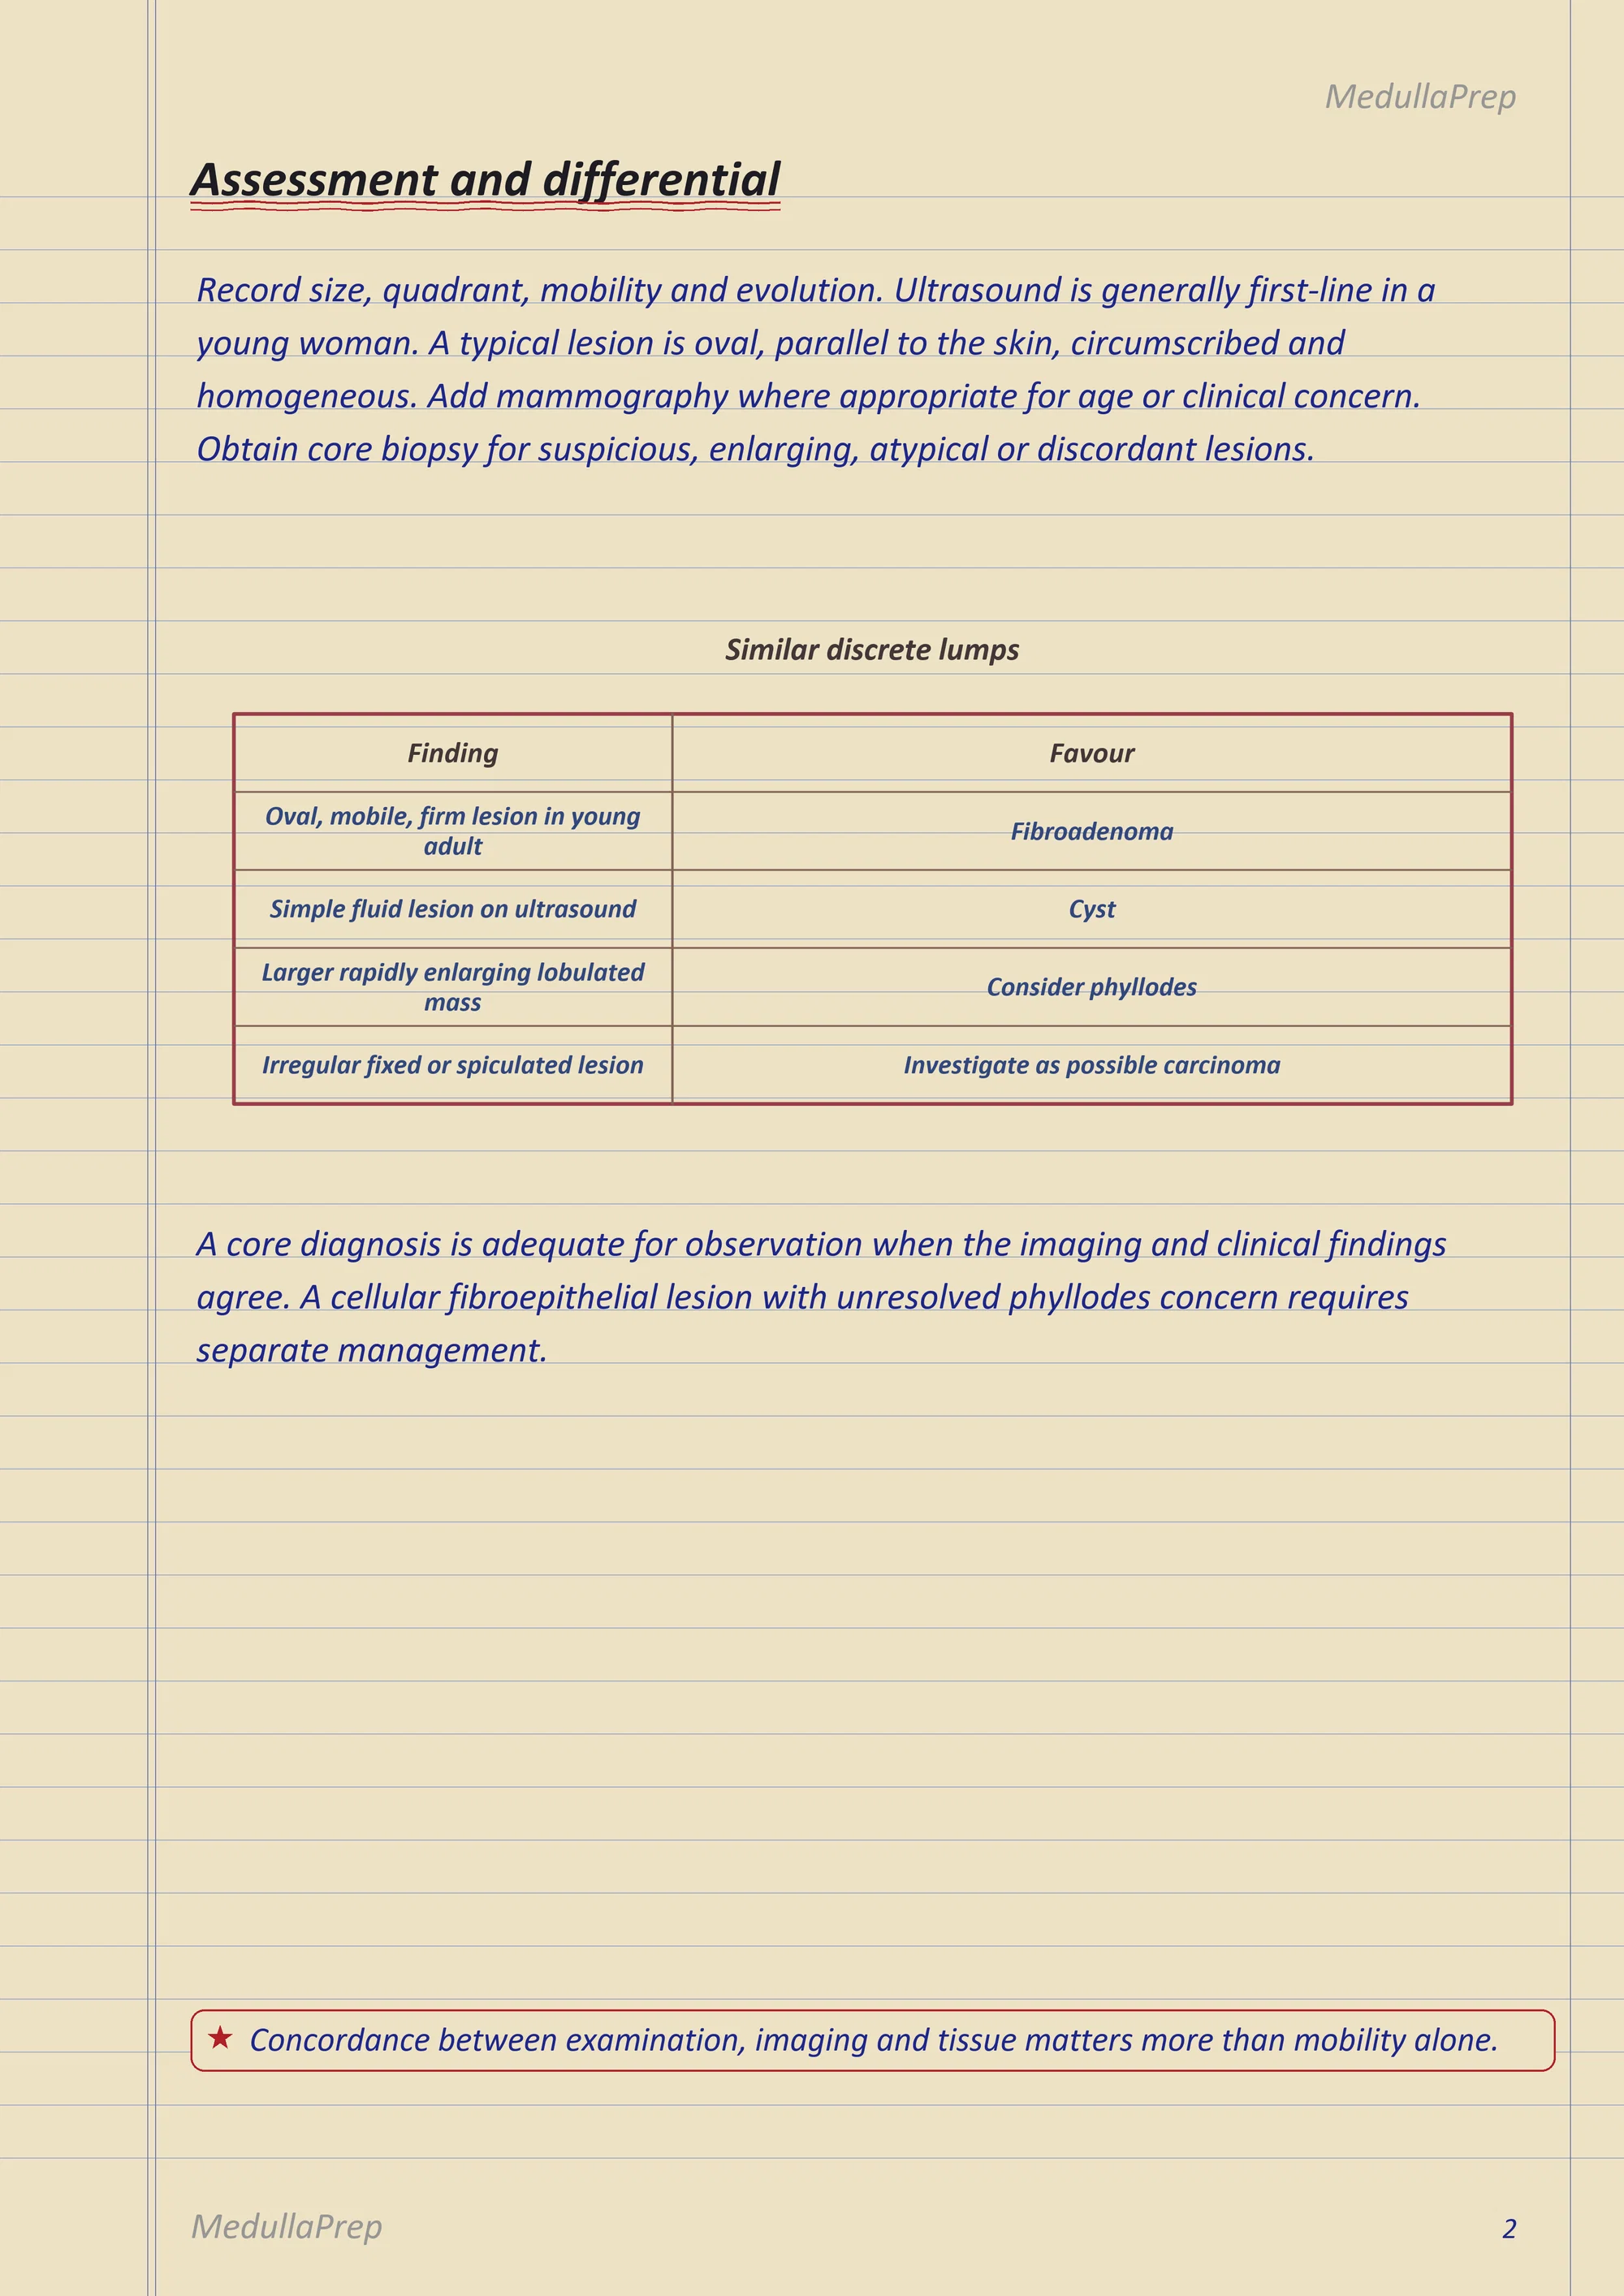 MedullaPrep
Assessment and differential
Record size, quadrant, mobility and evolution. Ultrasound is generally first-line in a
young woman. A typical lesion is oval, parallel to the skin, circumscribed and
homogeneous. Add mammography where appropriate for age or clinical concern.
Obtain core biopsy for suspicious, enlarging, atypical or discordant lesions.
Similar discrete lumps
Finding Favour
Oval, mobile, firm lesion in young
adult
Fibroadenoma
Simple fluid lesion on ultrasound Cyst
Larger rapidly enlarging lobulated
mass
Consider phyllodes
Irregular fixed or spiculated lesion Investigate as possible carcinoma
A core diagnosis is adequate for observation when the imaging and clinical findings
agree. A cellular fibroepithelial lesion with unresolved phyllodes concern requires
separate management.
★ Concordance between examination, imaging and tissue matters more than mobility alone.
MedullaPrep 2